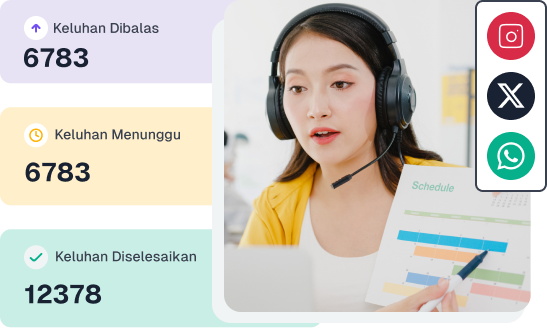 Keluhan Dibalas
6783
Keluhan Menunggu
6783
Keluhan Diselesaikan
12378
Schedule